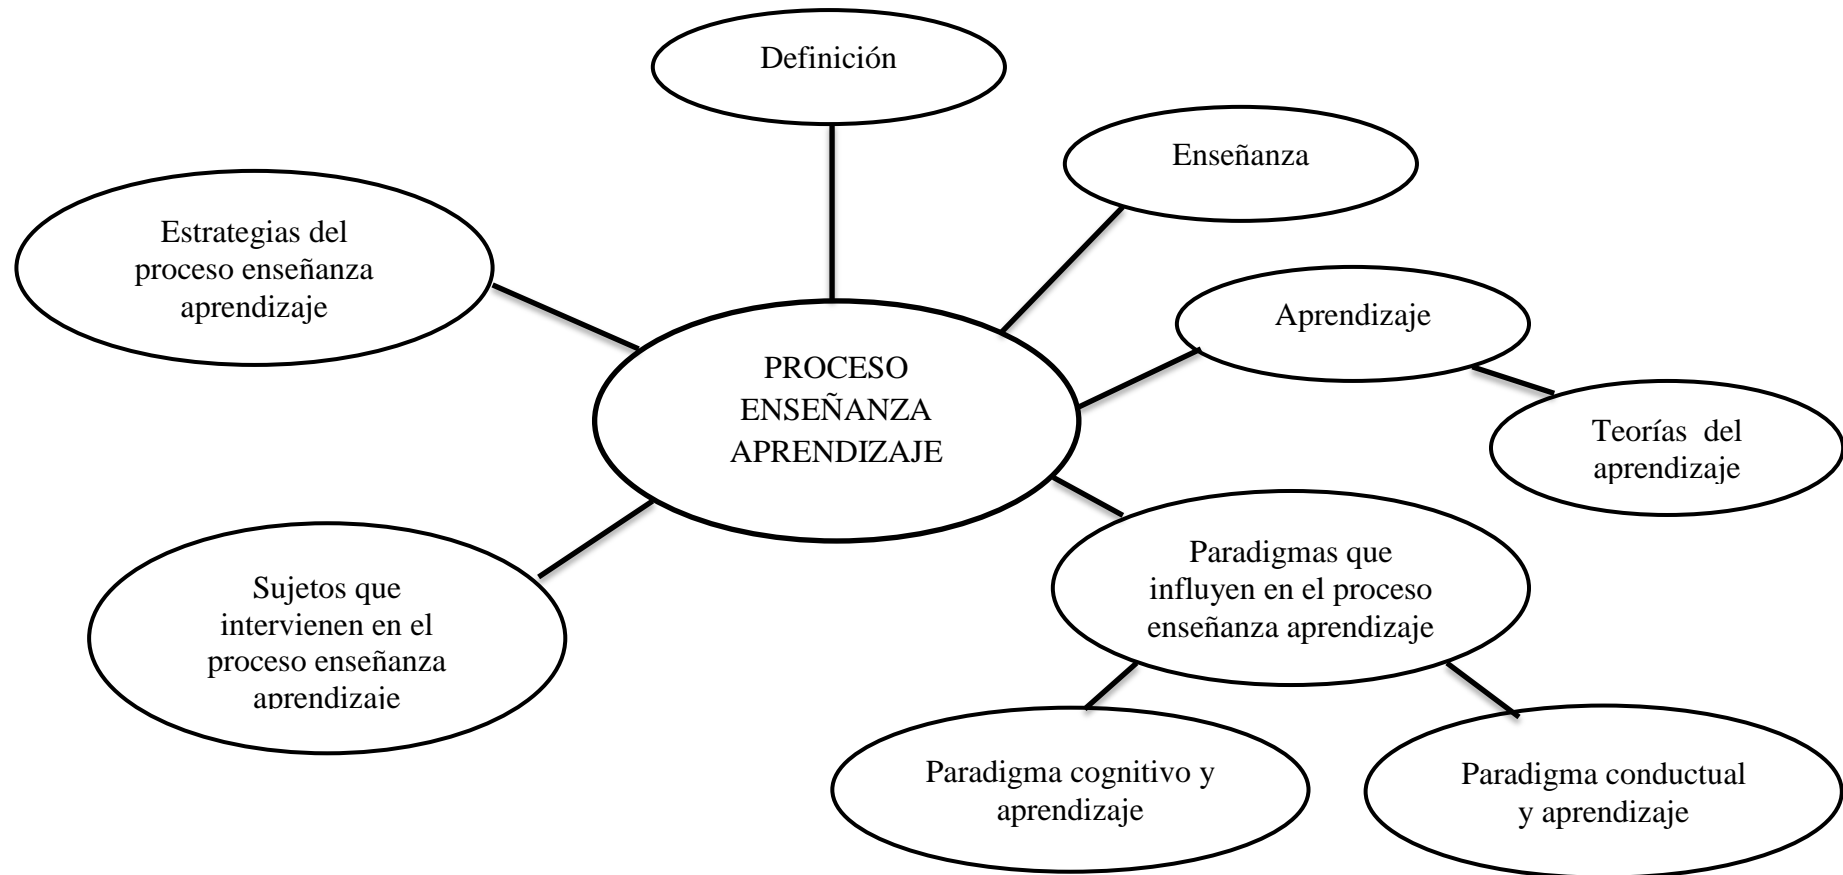 Definición
Enseñanza
Estrategias del
proceso enseñanza
aprendizaje
Aprendizaje
PROCESO
ENSEÑANZA
APRENDIZAJE
Teorías  del
aprendizaje
Paradigmas que
influyen en el proceso
enseñanza aprendizaje
Sujetos que
intervienen en el
proceso enseñanza
aprendizaje
Paradigma cognitivo y
aprendizaje
Paradigma conductual
y aprendizaje